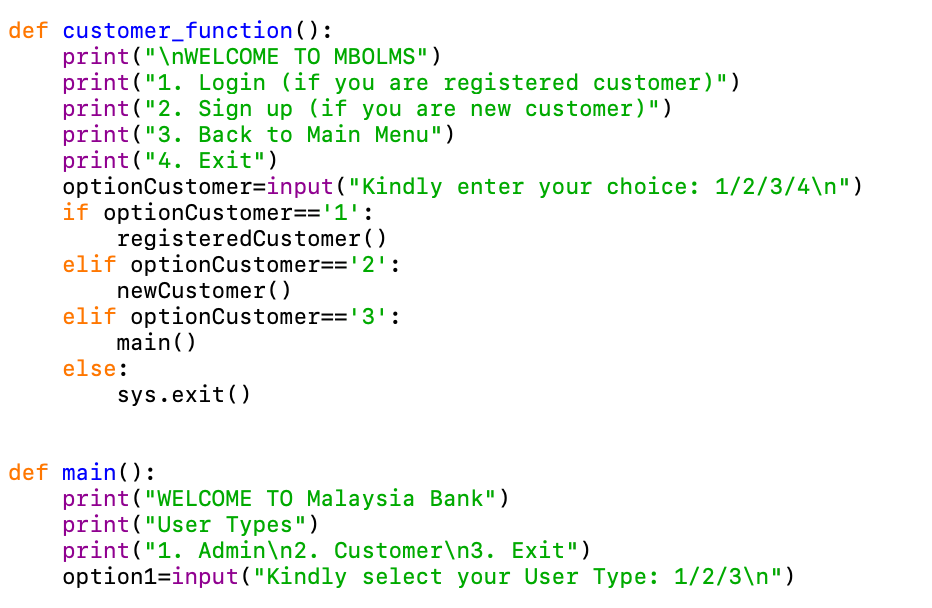 def customer_function():
    print("\nWELCOME TO MBOLMS")
    print("1. Login (if you are registered customer)")
    print("2. Sign up (if you are new customer)")
    print("3. Back to Main Menu")
    print("4. Exit")
    optionCustomer=input("Kindly enter your choice: 1/2/3/4\n")
    if optionCustomer=='1':
        registeredCustomer()
    elif optionCustomer=='2':
        newCustomer()
    elif optionCustomer=='3':
        main()
    else:
        sys.exit()
def main():
    print("WELCOME TO Malaysia Bank")
    print("User Types")
    print("1. Admin\n2. Customer\n3. Exit")
    option1=input("Kindly select your User Type: 1/2/3\n")